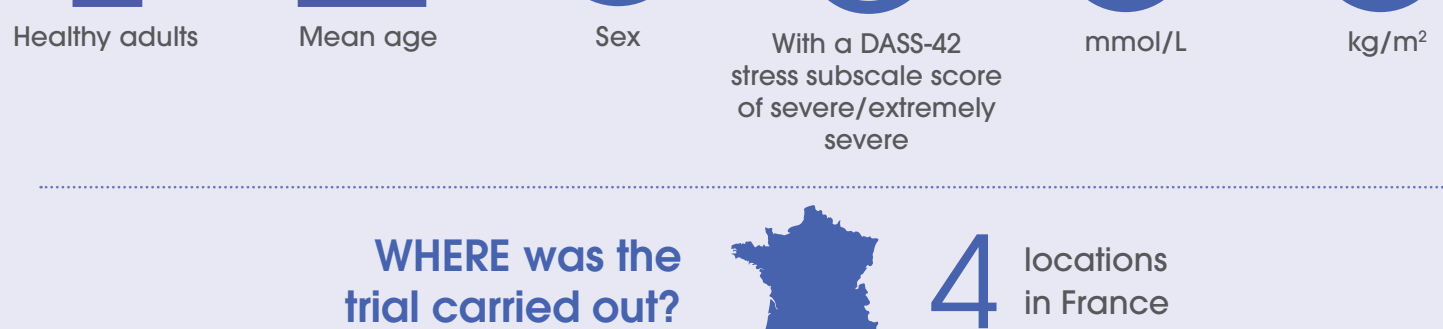 Healthy adults
Mean age
Sex
With a DASS-42
stress subscale score
of severe/extremely
severe
mmol/L
kg/m²
WHERE was the
trial carried out?
4
locations
in France